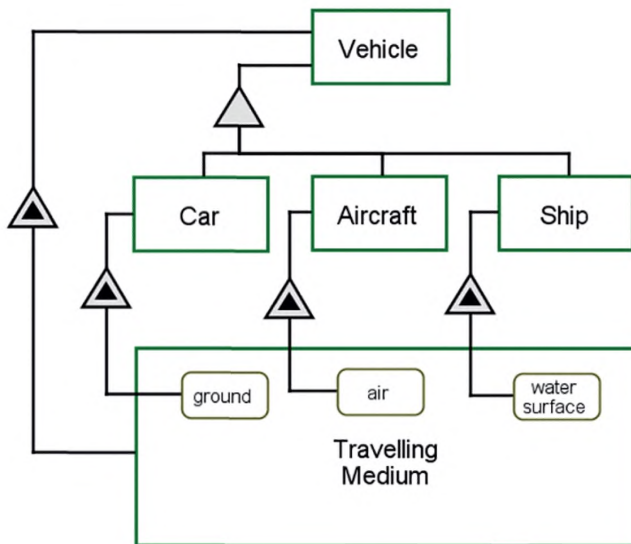 Vehicle
Car
Aircraft
Ship
ground
air
water
surface
Travelling
Medium